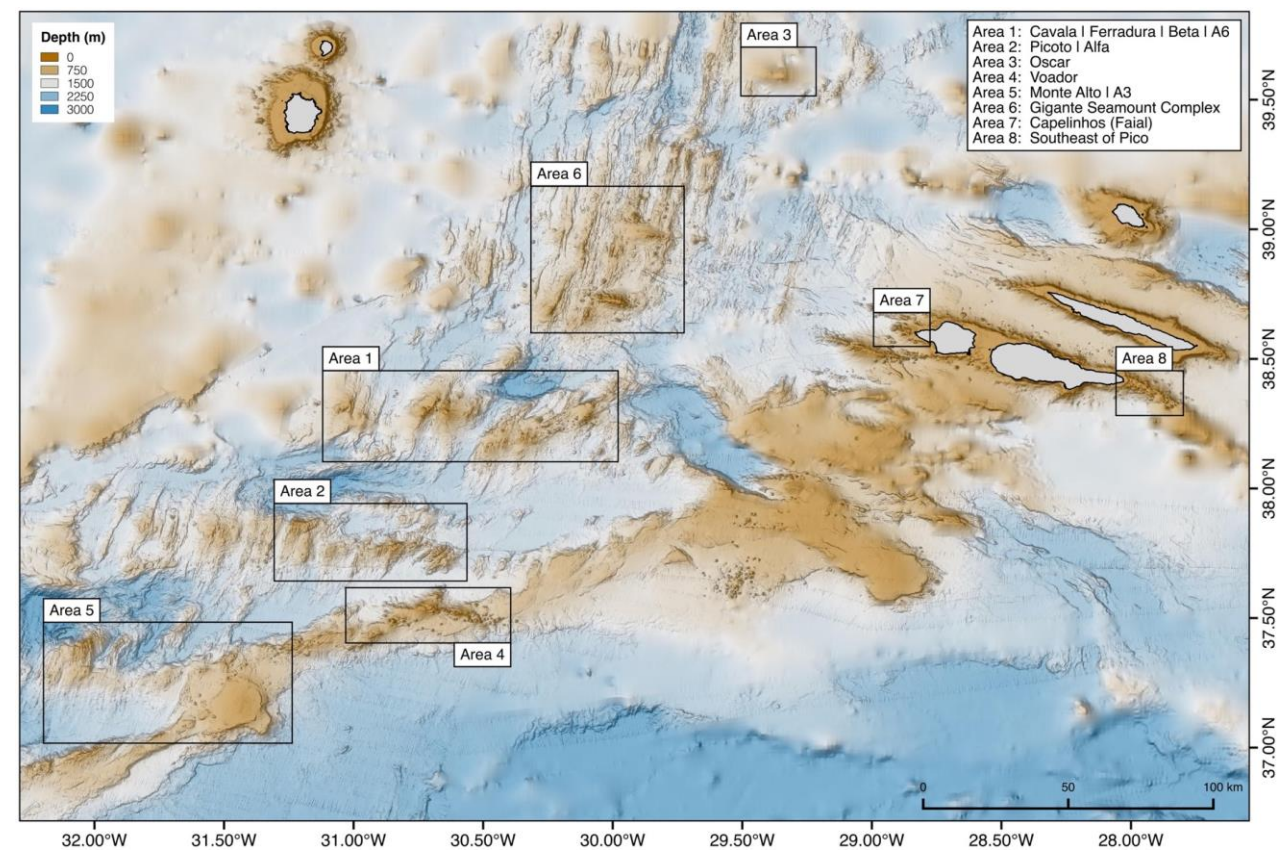 Depth (m)
0
750
1500
2250
3000
Area 3
Area 1: Cavala | Ferradura | Beta | A6
Area 2: Picoto | Alfa
Area 3: Oscar
Area 4: Voador
Area 5: Monte Alto | A3
Area 6: Gigante Seamount Complex
Area 7: Capelinhos (Faial)
Area 8: Southeast of Pico
39.50°N
Area 6
39.00°N
Area 7
Area 1
Area 8
38.50°N
Area 2
38.00°N
Area 5
37.50°N
Area 4
37.00°N
0 50 100 km
32.00°W 31.50°W 31.00°W 30.50°W 30.00°W 29.50°W 29.00°W 28.50°W 28.00°W